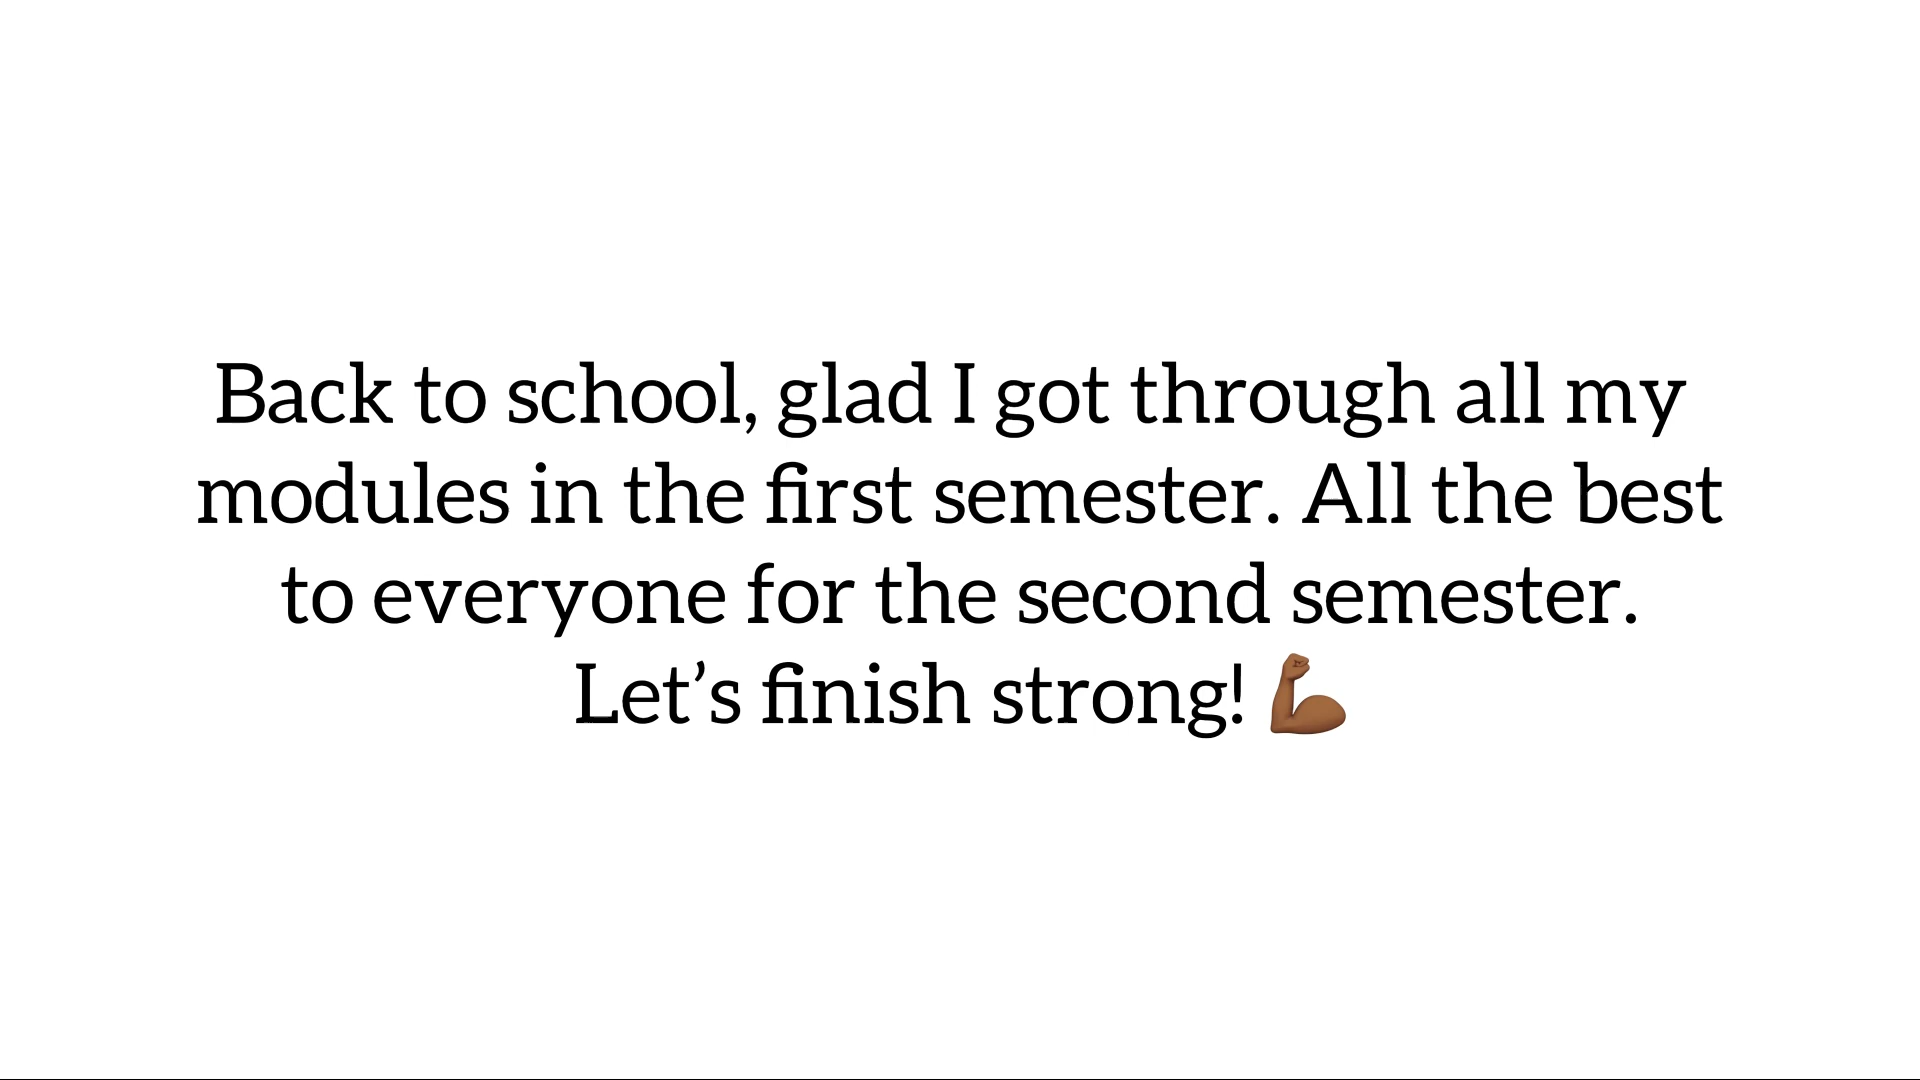 Back to school, glad I got through all my
modules in the first semester. All the best
to everyone for the second semester.
Let’s finish strong! 💪🏾